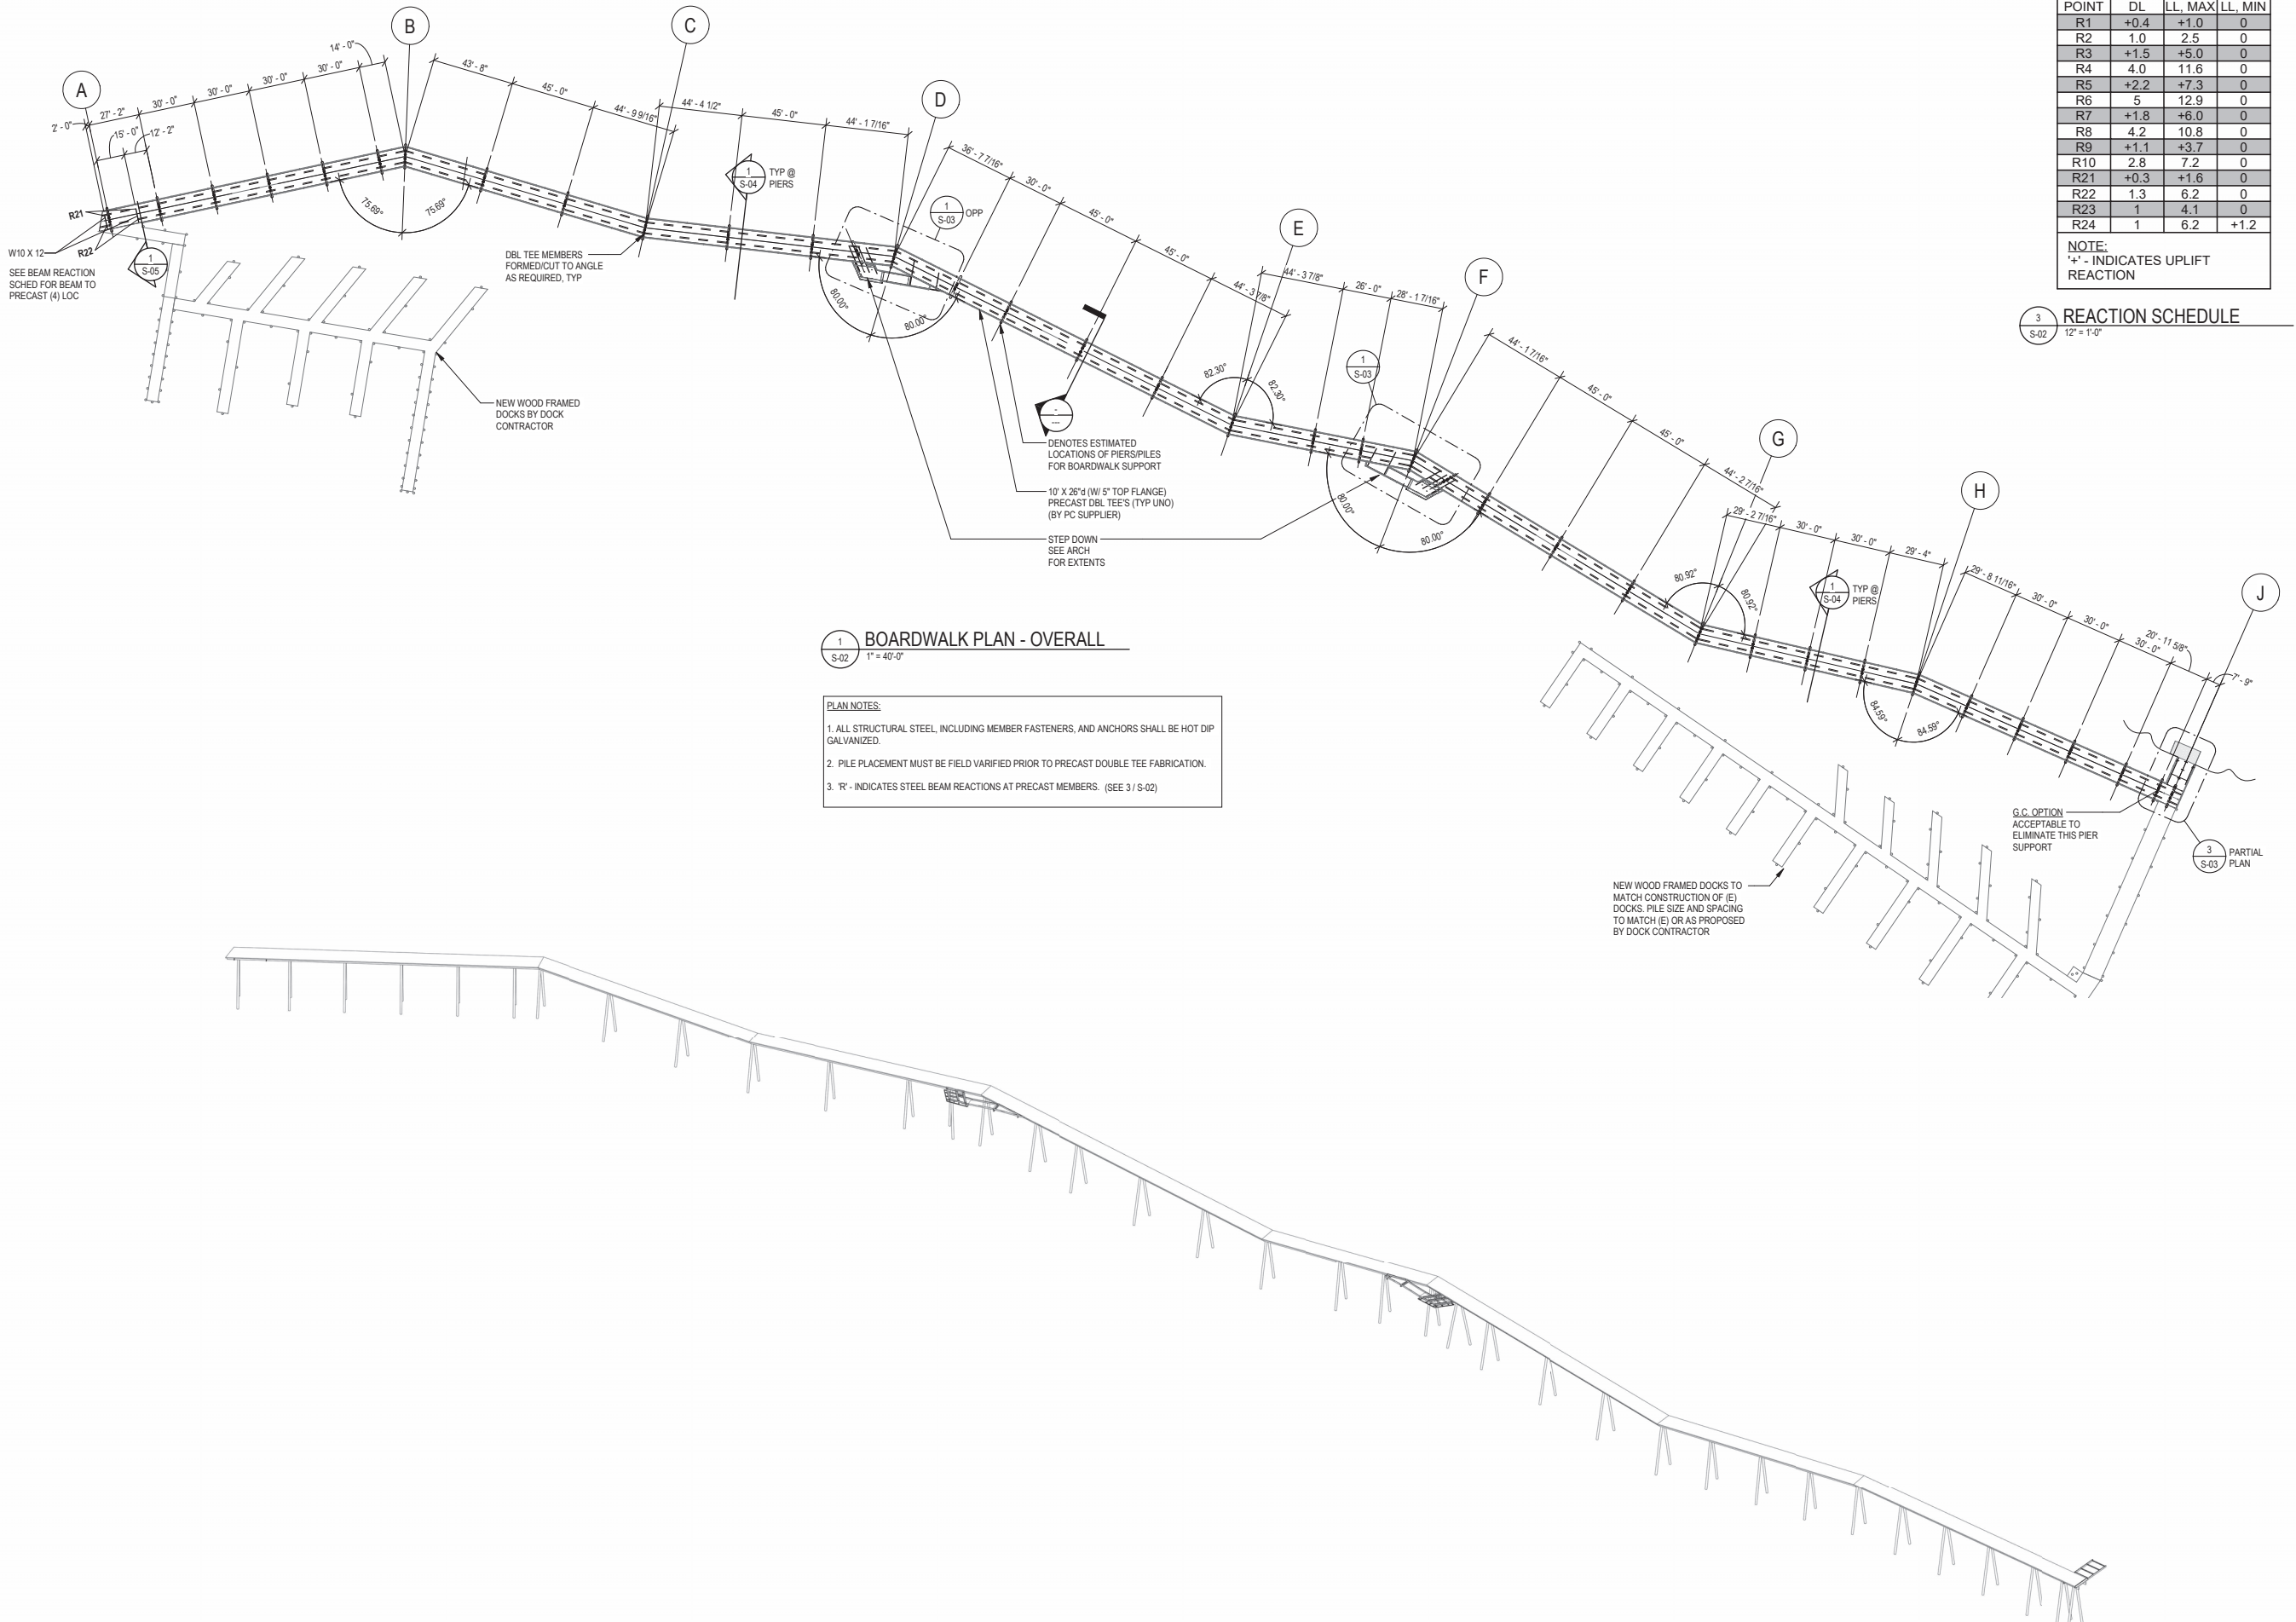 POINT DL LL, MAX LL, MIN
R1 +0.4 +1.0 0
R2 1.0 2.5 0
R3 +1.5 +5.0 0
R4 4.0 11.6 0
R5 +2.2 +7.3 0
R6 5 12.9 0
R7 +1.8 +6.0 0
R8 4.2 10.8 0
R9 +1.1 +3.7 0
R10 2.8 7.2 0
R21 +0.3 +1.6 0
R22 1.3 6.2 0
R23 1 4.1 0
R24 1 6.2 +1.2
NOTE:
'+' - INDICATES UPLIFT
REACTION
3
S-02
REACTION SCHEDULE
12" = 1'-0"
A
B
C
D
E
F
G
H
J
2' - 0"
27' - 2"
15' - 0"
12' - 2"
30' - 0"
30' - 0"
30' - 0"
30' - 0"
14' - 0"
43' - 8"
45' - 0"
44' - 9 9/16"
44' - 4 1/2"
45' - 0"
44' - 1 7/16"
36' - 7 7/16"
30' - 0"
45' - 0"
45' - 0"
44' - 3 7/8"
44' - 3 7/8"
26' - 0"
28' - 1 7/16"
44' - 1 7/16"
45' - 0"
45' - 0"
44' - 2 7/16"
29' - 2 7/16"
30' - 0"
30' - 0"
29' - 4"
29' - 8 11/16"
30' - 0"
30' - 0"
30' - 0"
20' - 11 5/8"
7' - 9"
R21
R22
W10 X 12
SEE BEAM REACTION
SCHED FOR BEAM TO
PRECAST (4) LOC
1
S-05
75.69°
75.69°
DBL TEE MEMBERS
FORMED/CUT TO ANGLE
AS REQUIRED, TYP
NEW WOOD FRAMED
DOCKS BY DOCK
CONTRACTOR
1
S-04
TYP @
PIERS
1
S-03
OPP
80.00°
80.00°
-
---
DENOTES ESTIMATED
LOCATIONS OF PIERS/PILES
FOR BOARDWALK SUPPORT
10' X 26"d (W/ 5" TOP FLANGE)
PRECAST DBL TEE'S (TYP UNO)
(BY PC SUPPLIER)
STEP DOWN
SEE ARCH
FOR EXTENTS
82.30°
82.30°
1
S-03
80.00°
80.00°
80.92°
80.92°
1
S-04
TYP @
PIERS
84.59°
84.59°
G.C. OPTION
ACCEPTABLE TO
ELIMINATE THIS PIER
SUPPORT
3
S-03
PARTIAL
PLAN
NEW WOOD FRAMED DOCKS TO
MATCH CONSTRUCTION OF (E)
DOCKS. PILE SIZE AND SPACING
TO MATCH (E) OR AS PROPOSED
BY DOCK CONTRACTOR
1
S-02
BOARDWALK PLAN - OVERALL
1" = 40'-0"
PLAN NOTES:
1. ALL STRUCTURAL STEEL, INCLUDING MEMBER FASTENERS, AND ANCHORS SHALL BE HOT DIP
GALVANIZED.
2. PILE PLACEMENT MUST BE FIELD VARIFIED PRIOR TO PRECAST DOUBLE TEE FABRICATION.
3. 'R' - INDICATES STEEL BEAM REACTIONS AT PRECAST MEMBERS. (SEE 3 / S-02)